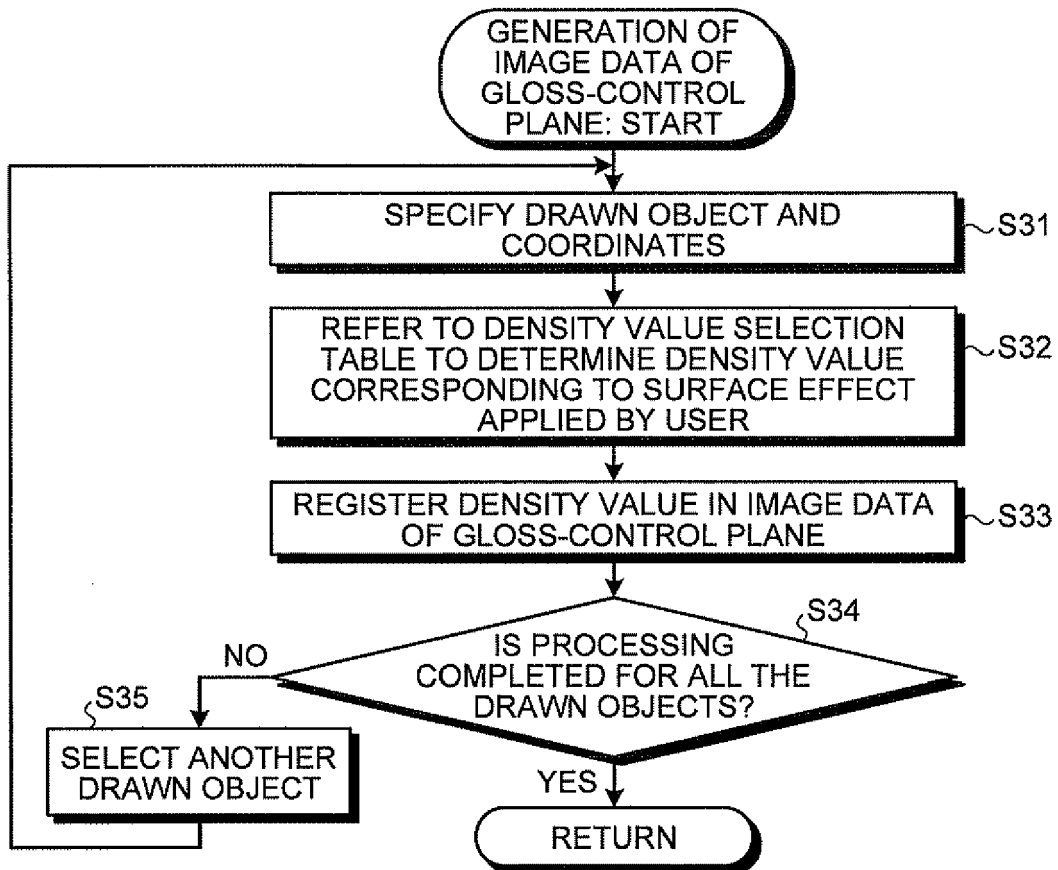 GENERATION OF
IMAGE DATA OF
GLOSS-CONTROL
PLANE: START
SPECIFY DRAWN OBJECT AND
COORDINATES
S31
REFER TO DENSITY VALUE SELECTION
TABLE TO DETERMINE DENSITY VALUE
CORRESPONDING TO SURFACE EFFECT
APPLIED BY USER
S32
REGISTER DENSITY VALUE IN IMAGE DATA
OF GLOSS-CONTROL PLANE
S33
S34
IS PROCESSING
COMPLETED FOR ALL THE
DRAWN OBJECTS?
NO
S35
SELECT ANOTHER
DRAWN OBJECT
YES
RETURN